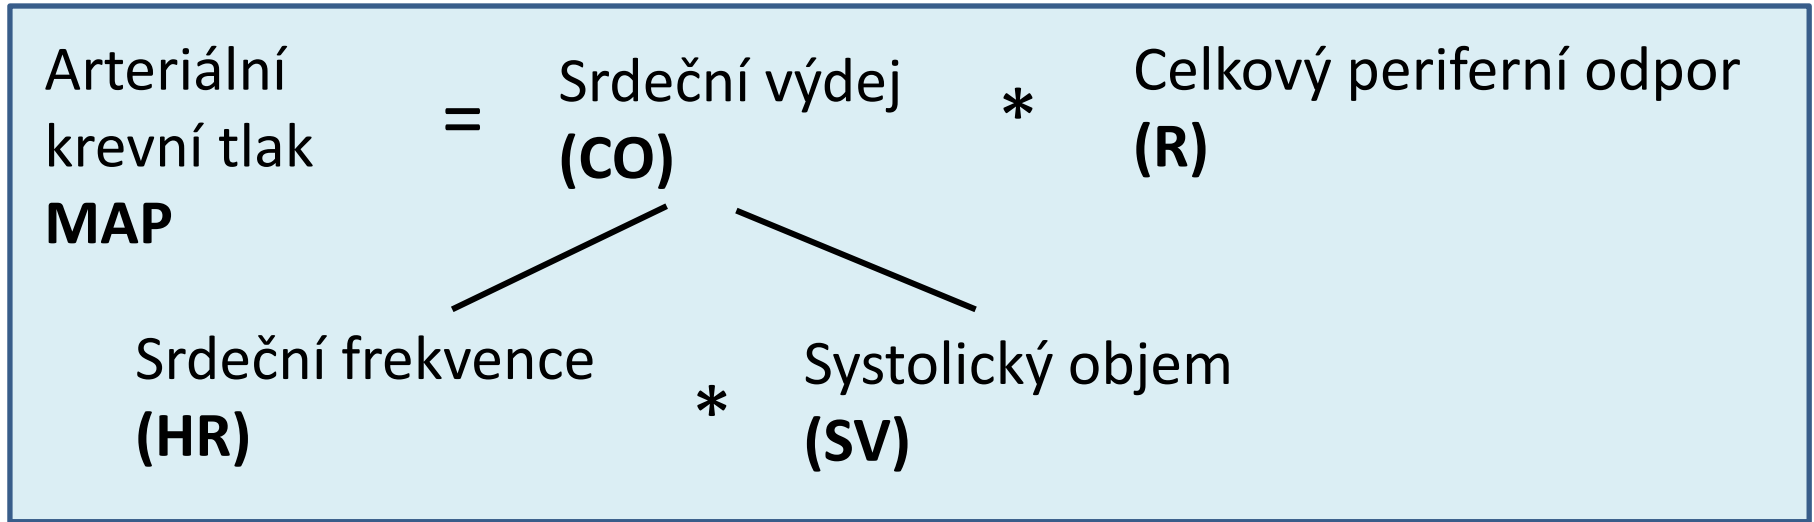 Arteriální
krevní tlak
MAP
=
Srdeční výdej
(CO)
*
Celkový periferní odpor
(R)
Srdeční frekvence
(HR)
*
Systolický objem
(SV)